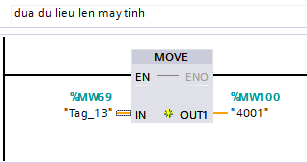 dua du lieu len may tinh
MOVE
EN ENO
%MW69 %MW100
"Tag_13" IN OUT1 "4001"